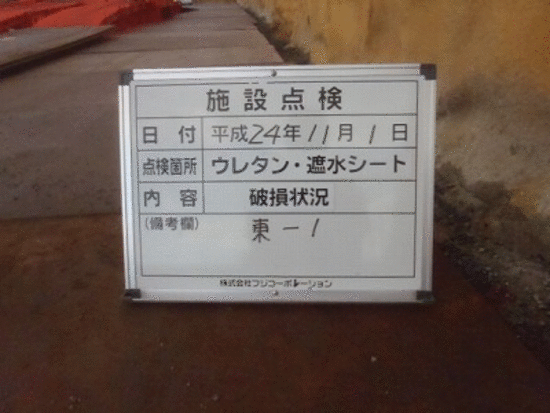 施設点検
日付 平成24年11月1日
点検箇所 ウレタン・遮水シート
内容 破損状況
(備考欄) 東-1
株式会社フジコーポレーション